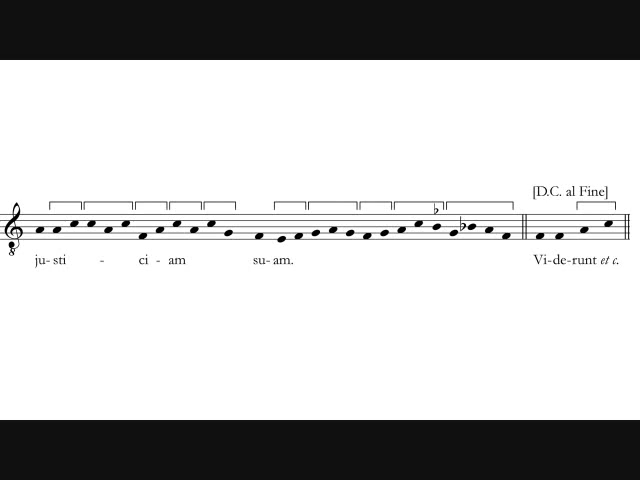 [D.C. al Fine]
ju- sti - ci - am su- am. Vi-de-runt et c.